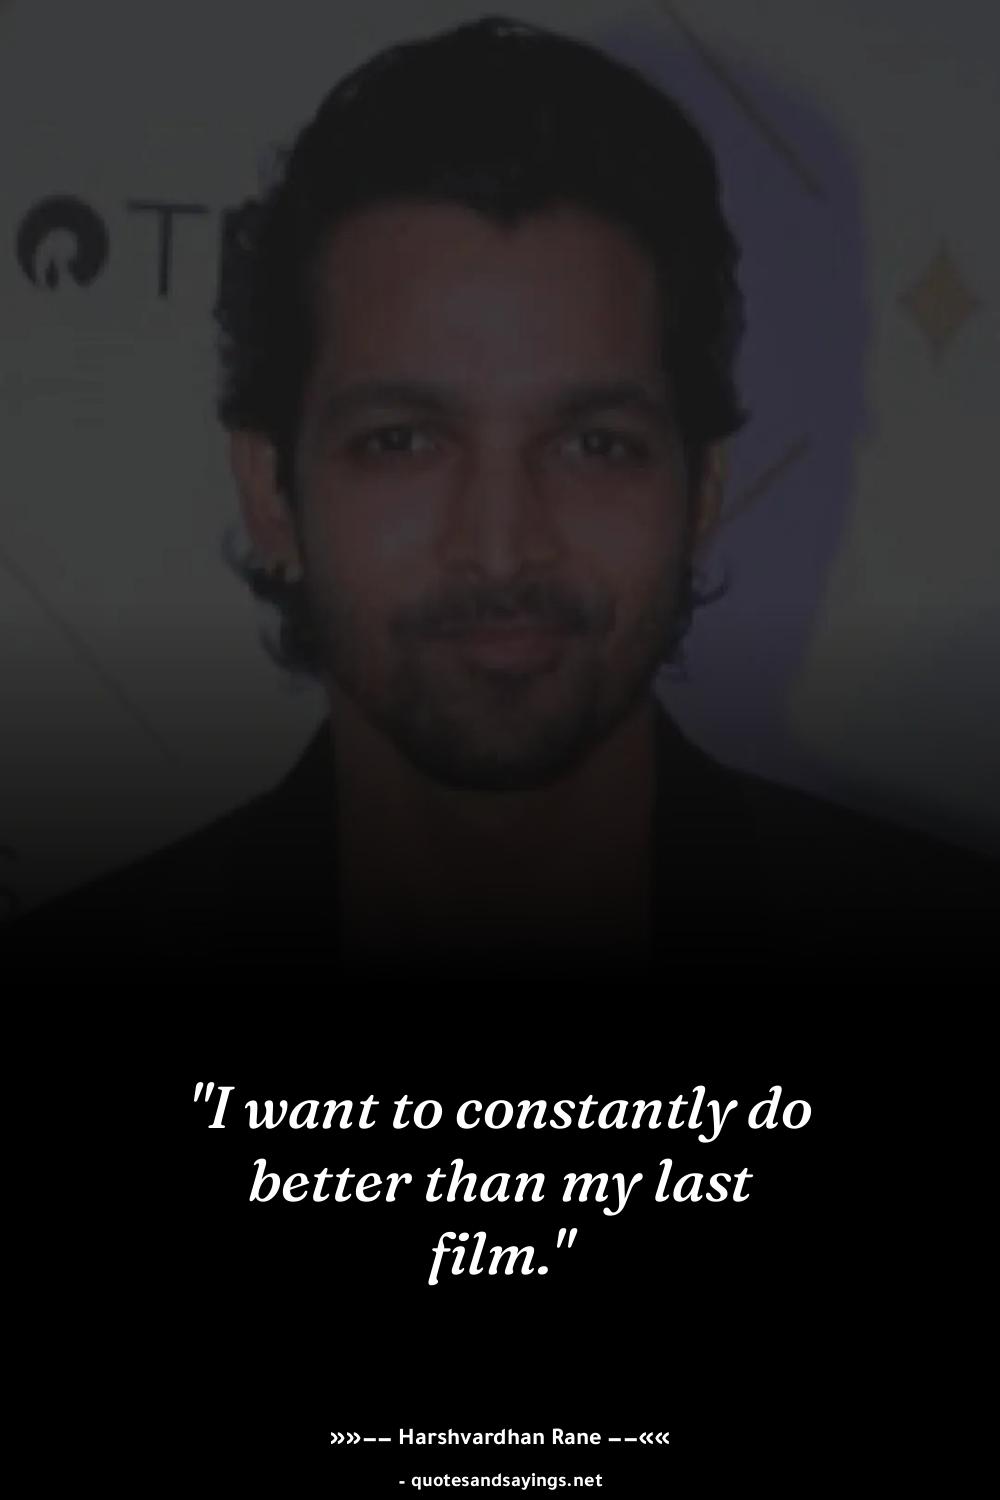 T
"I want to constantly do
better than my last
film."
»»−− Harshvardhan Rane −−««
- quotesandsayings.net